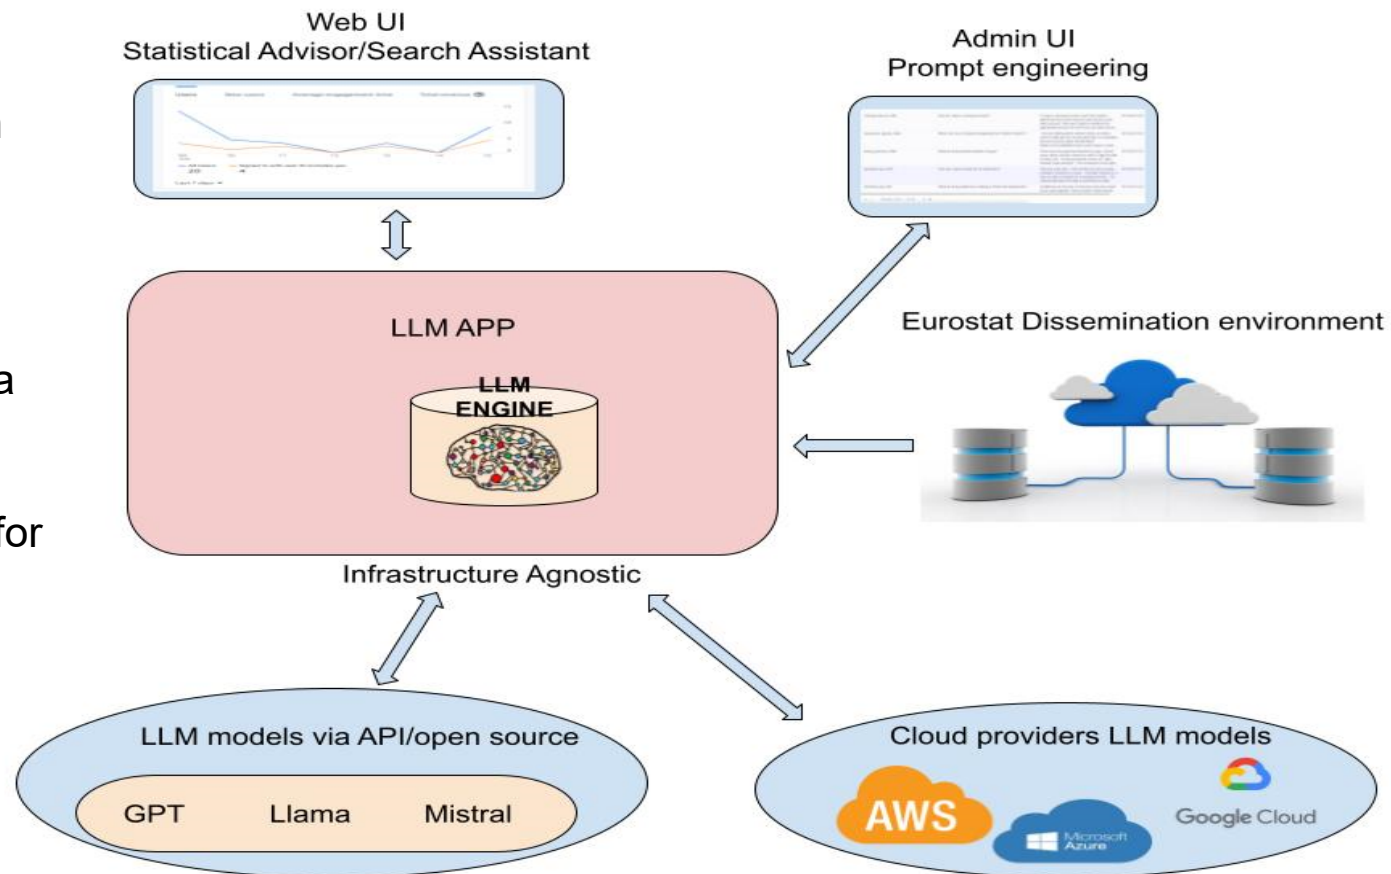 Web UI
Statistical Advisor/Search Assistant
Admin UI
Prompt engineering
a
for
LLM APP
LLM
ENGINE
Eurostat Dissemination environment
Infrastructure Agnostic
LLM models via API/open source
GPT Llama Mistral
Cloud providers LLM models
AWS
Microsoft
Azure
Google Cloud